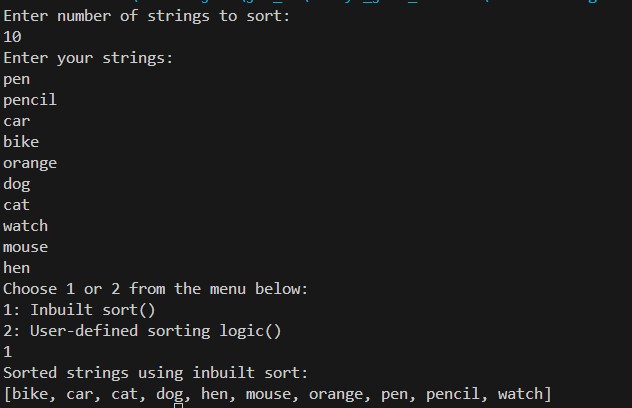 Enter number of strings to sort:
10
Enter your strings:
pen
pencil
car
bike
orange
dog
cat
watch
mouse
hen
Choose 1 or 2 from the menu below:
1: Inbuilt sort()
2: User-defined sorting logic()
1
Sorted strings using inbuilt sort:
[bike, car, cat, dog, hen, mouse, orange, pen, pencil, watch]